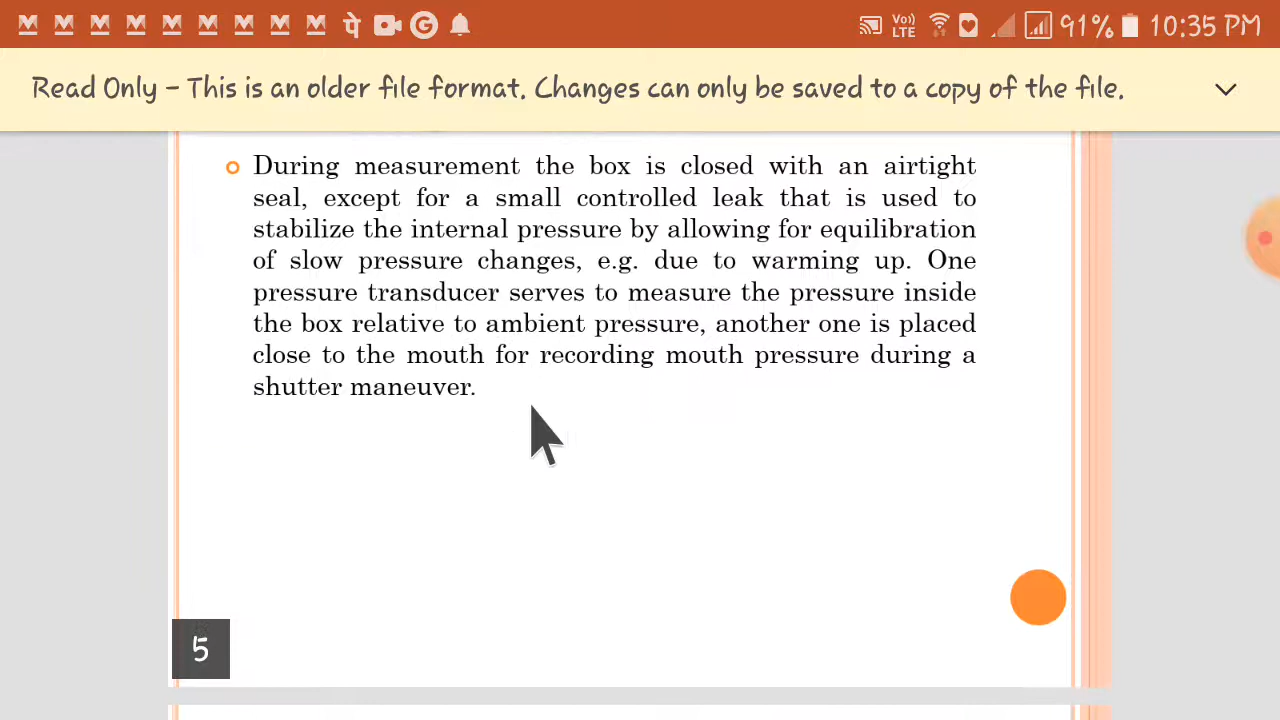 पे G Vo)) LTE 91% 10:35 PM
Read Only – This is an older file format. Changes can only be saved to a copy of the file.
During measurement the box is closed with an airtight
seal, except for a small controlled leak that is used to
stabilize the internal pressure by allowing for equilibration
of slow pressure changes, e.g. due to warming up. One
pressure transducer serves to measure the pressure inside
the box relative to ambient pressure, another one is placed
close to the mouth for recording mouth pressure during a
shutter maneuver.
5